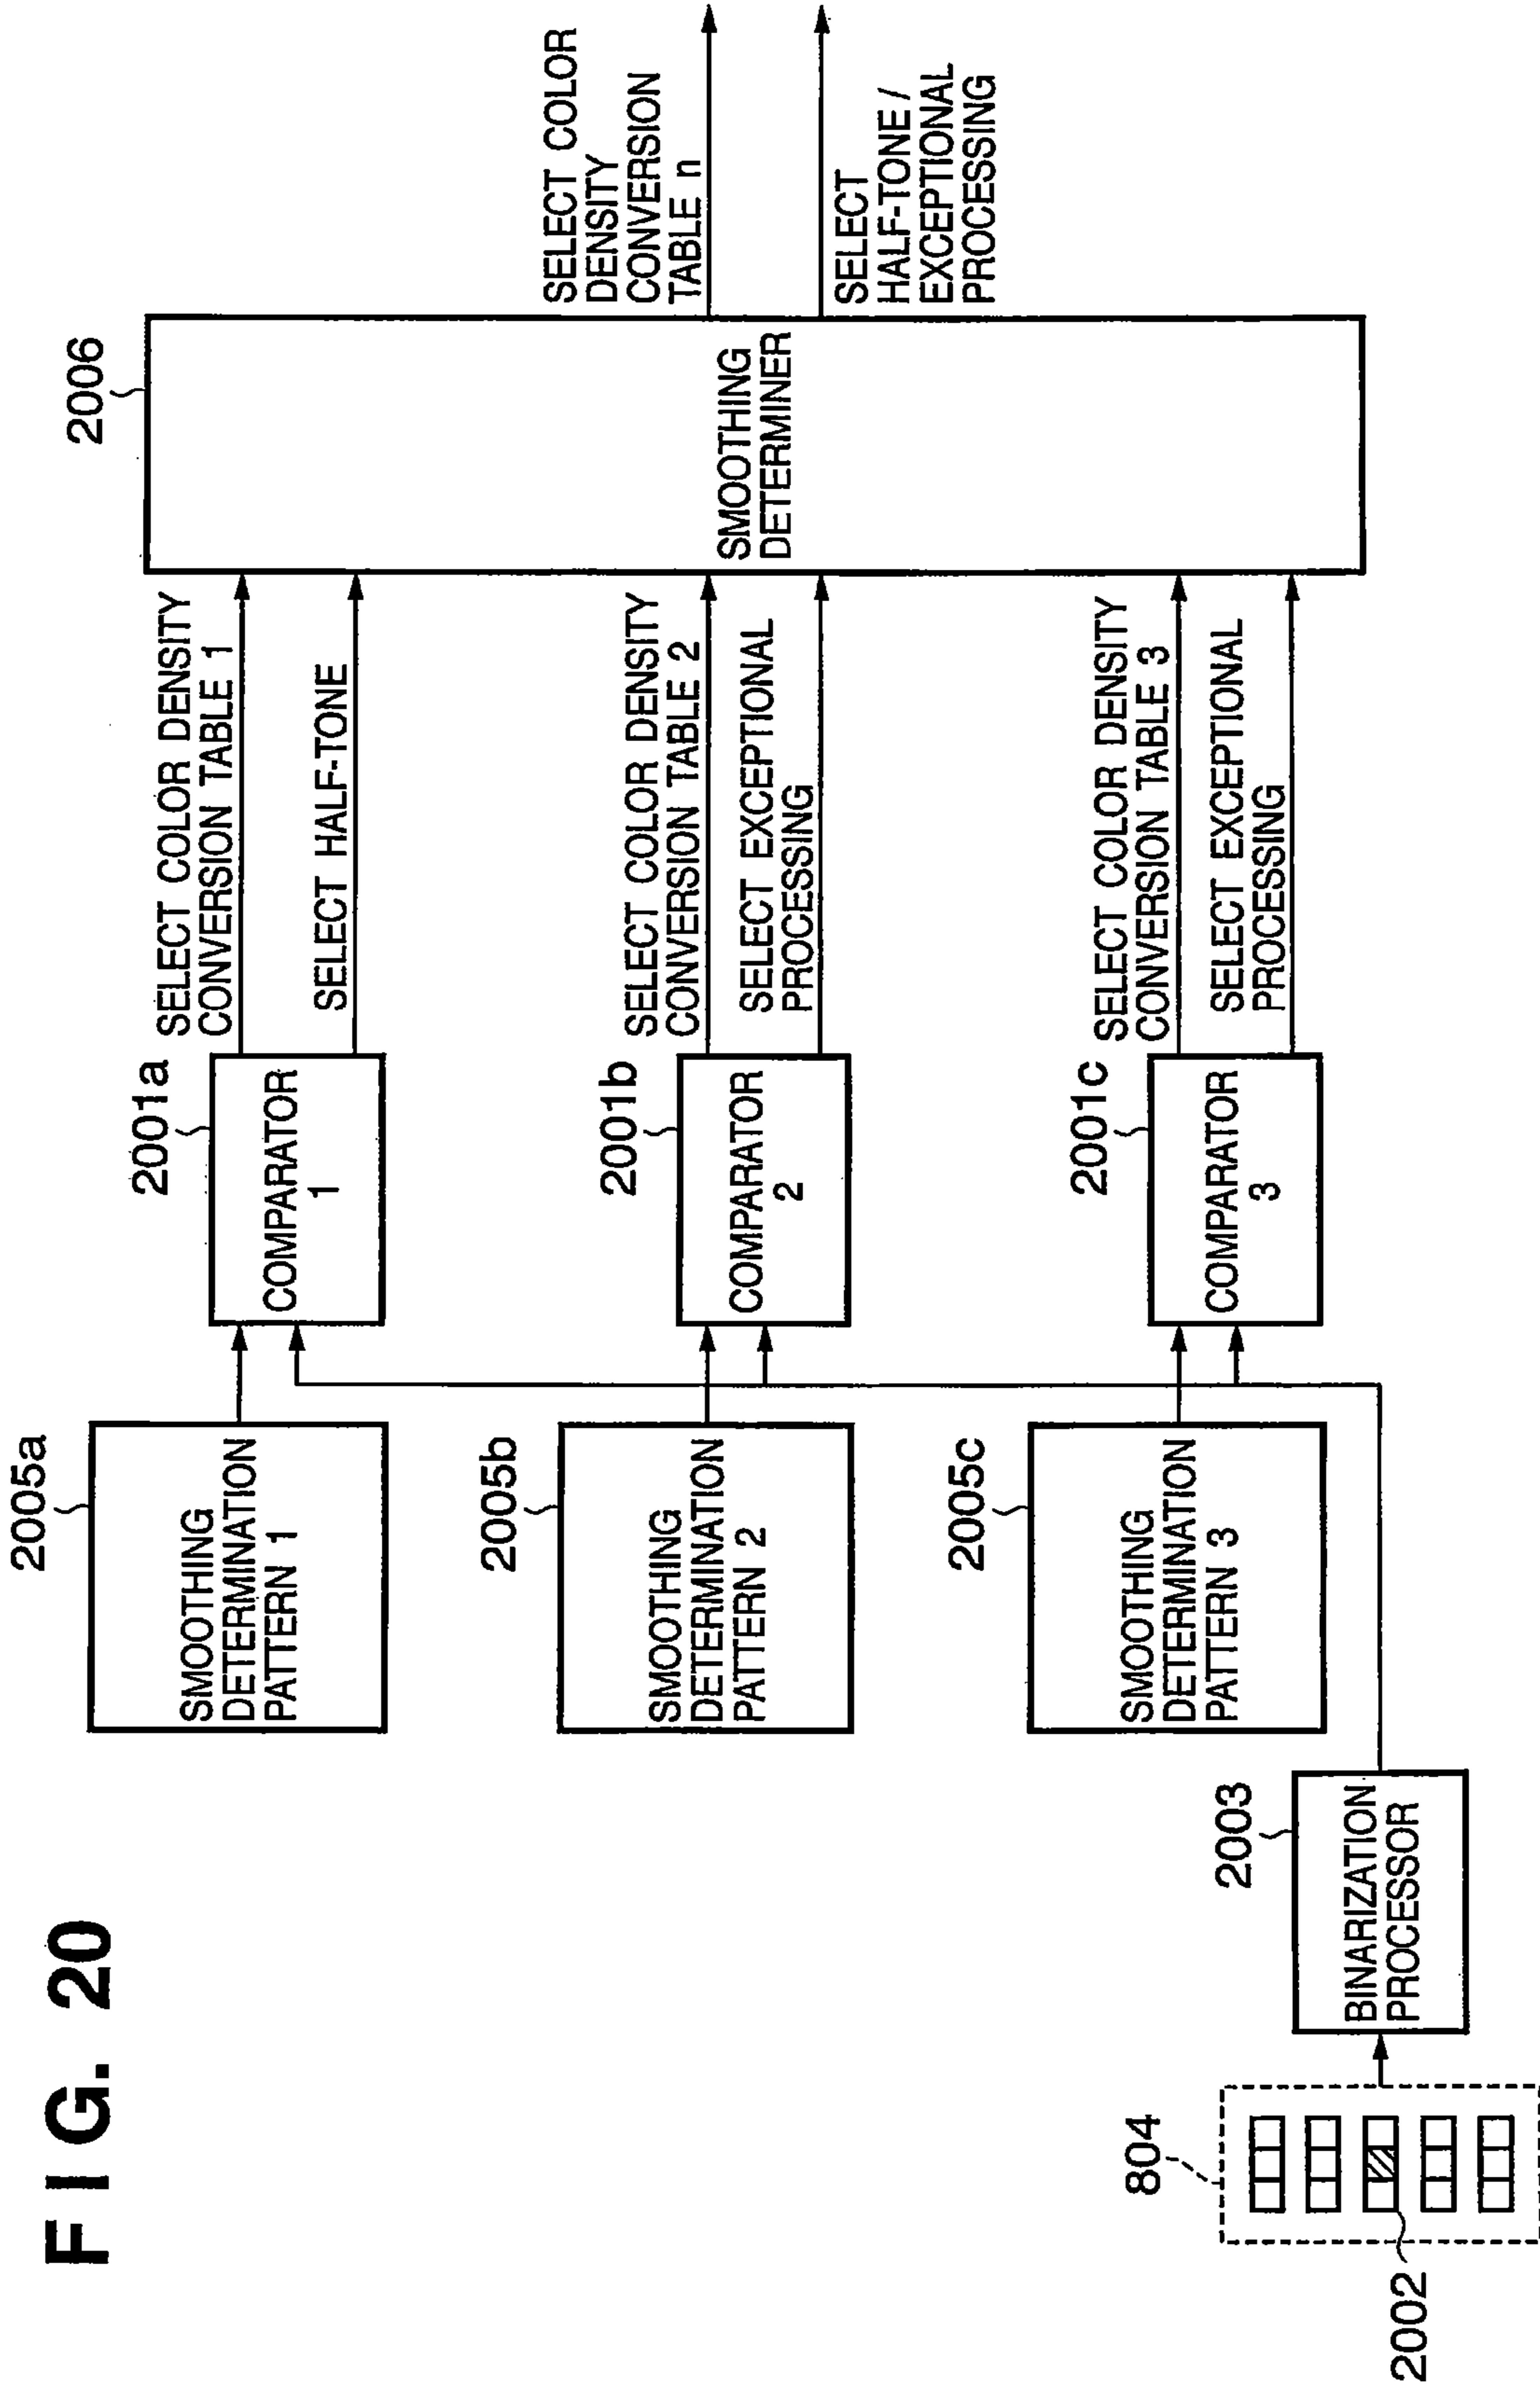 FIG. 20
2005a
SMOOTHING
DETERMINATION
PATTERN 1
2001a
COMPARATOR
1
SELECT COLOR DENSITY
CONVERSION TABLE 1
SELECT HALF-TONE
2005b
SMOOTHING
DETERMINATION
PATTERN 2
2001b
COMPARATOR
2
SELECT COLOR DENSITY
CONVERSION TABLE 2
SELECT EXCEPTIONAL
PROCESSING
2005c
SMOOTHING
DETERMINATION
PATTERN 3
2001c
COMPARATOR
3
SELECT COLOR DENSITY
CONVERSION TABLE 3
SELECT EXCEPTIONAL
PROCESSING
2006
SMOOTHING
DETERMINER
SELECT COLOR
DENSITY
CONVERSION
TABLE n
SELECT
HALF-TONE /
EXCEPTIONAL
PROCESSING
804
2002
2003
BINARIZATION
PROCESSOR